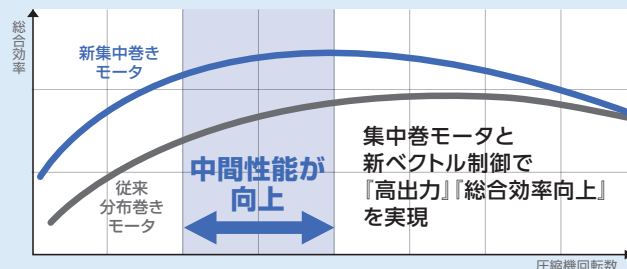 総合効率
新集中巻き
モータ
従来
分布巻き
モータ
中間性能が
向上
集中巻モータと
新ベクトル制御で
『高出力』『総合効率向上』
を実現
圧縮機回転数